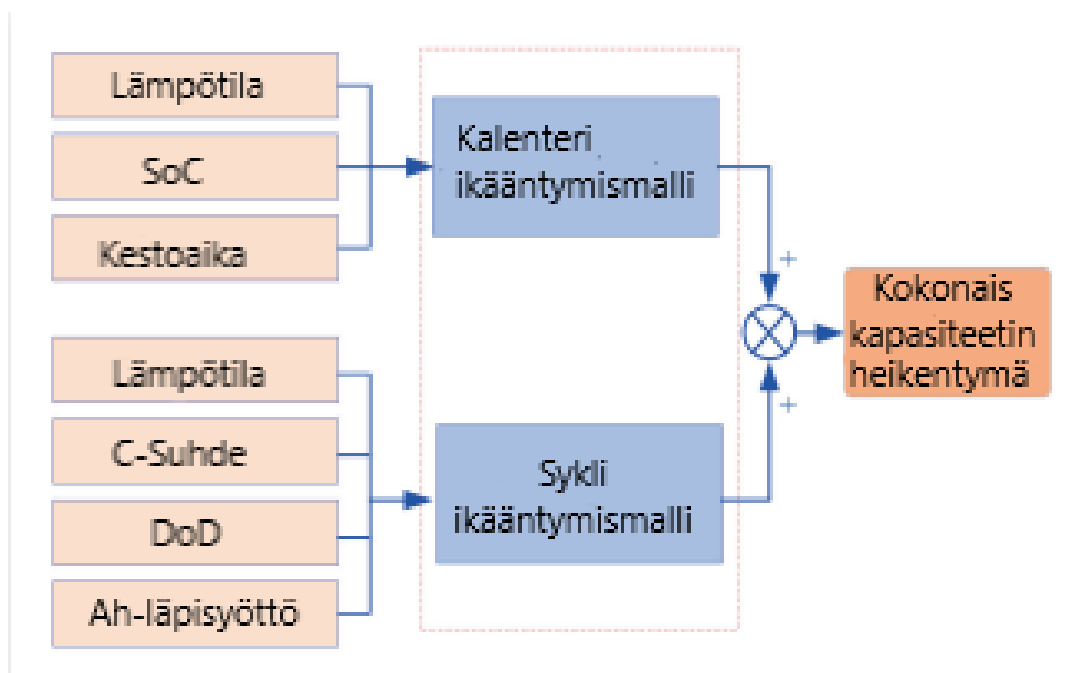 Lämpötila
SoC
Kestoaika
Kalenteri
ikääntymismalli
+
Kokonais
kapasiteetin
heikentymä
+
Lämpötila
C-Suhde
DoD
Ah-läpisyöttö
Sykli
ikääntymismalli